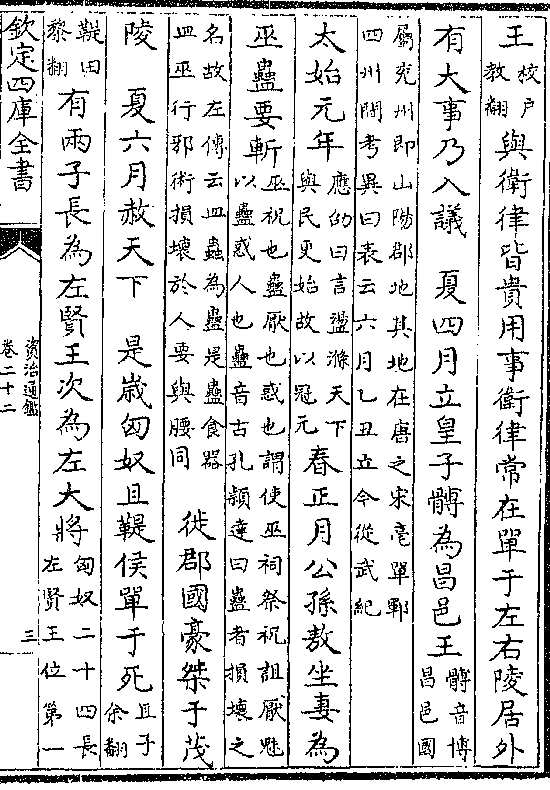 王校户
教翻與衛律皆貴用事衛律常在單于左右陵居外
有大事乃入議　夏四月立皇子髆為昌邑王髆音博
昌邑國
屬兖州即山陽郡地其地在唐之宋亳單鄆
四州間考異曰表云六月乙丑立今從武紀
太始元年應劭曰言盪滌天下
與民更始故以冠元春正月公孫敖坐妻為
巫蠱要斬巫祝也蠱厭也惑也謂使巫祠祭祝詛厭魅
以蠱惑人也蠱音古孔頴達曰蠱者損壞之
名故左傳云皿蟲為蠱是蠱食器
皿巫行邪術損壞於人要與腰同　徙郡國豪桀于茂
陵　夏六月赦天下　是歲匈奴且鞮侯單于死且子
余翻
鞮田
黎翻有兩子長為左賢王次為左大將匈奴二十四長
左賢王位第一
欽定四庫全書
資治通鑑
卷二十二
三